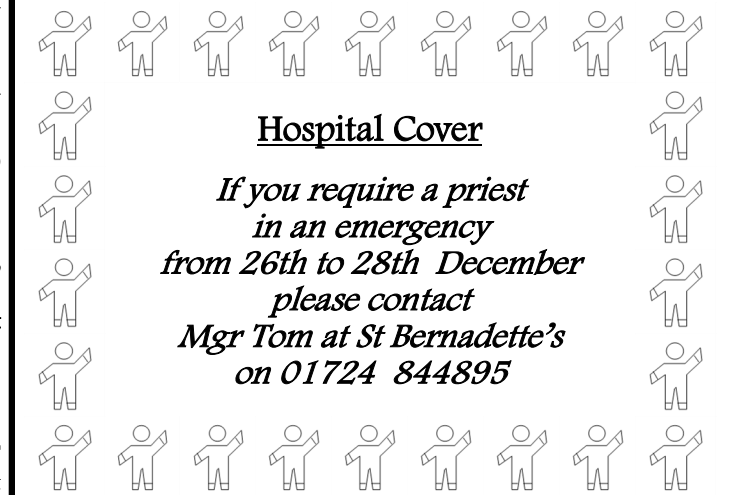 Hospital Cover
If you require a priest
in an emergency
from 26th to 28th December
please contact
Mgr Tom at St Bernadette's
on 01724 844895